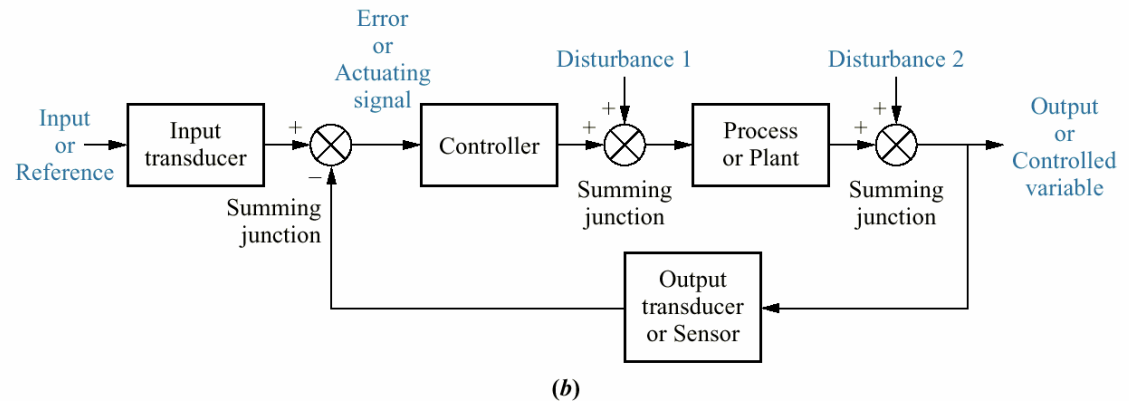 Input
or
Reference
Input
transducer
+
−
Summing
junction
Error
or
Actuating
signal
Controller
+
+
Disturbance 1
Summing
junction
Process
or Plant
+
+
Disturbance 2
Summing
junction
Output
or
Controlled
variable
Output
transducer
or Sensor
(b)